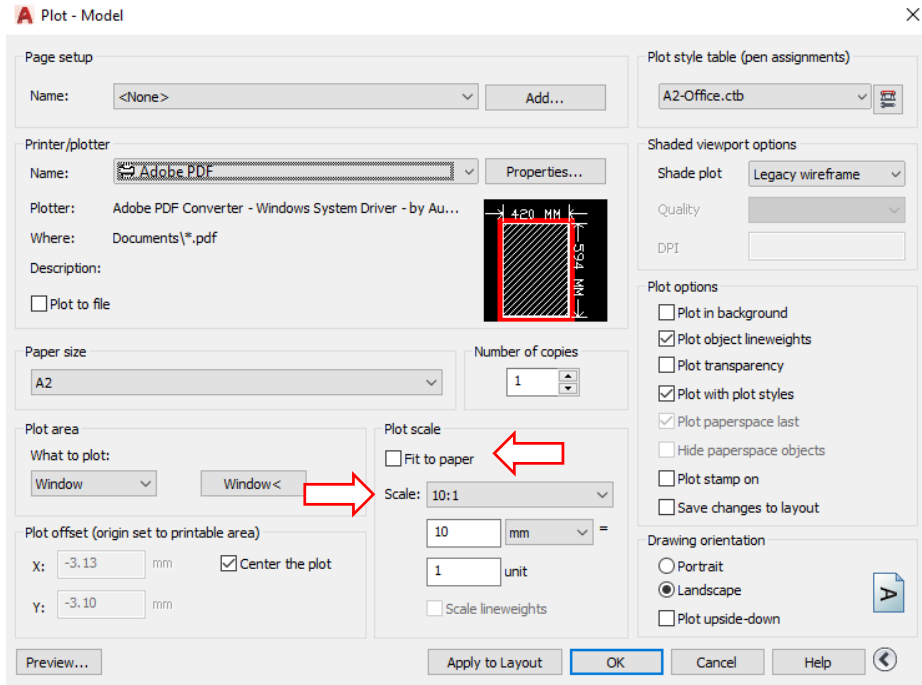 Plot - Model
Page setup
Name:
<None>
Add...
Plot style table (pen assignments)
A2-Office.ctb
Printer/plotter
Name:
Adobe PDF
Properties...
Plotter:
Adobe PDF Converter - Windows System Driver - by Au...
Where:
Documents\*.pdf
Description:
Plot to file
420 MM
594 MM
Shaded viewport options
Shade plot
Legacy wireframe
Quality
DPI
Paper size
A2
Number of copies
1
Plot options
Plot in background
Plot object lineweights
Plot transparency
Plot with plot styles
Plot paperspace last
Hide paperspace objects
Plot stamp on
Save changes to layout
Plot area
What to plot:
Window
Window<
Plot scale
Fit to paper
Scale:
10:1
10
mm
=
1
unit
Scale lineweights
Plot offset (origin set to printable area)
X:
-3.13
mm
Center the plot
Y:
-3.10
mm
Drawing orientation
Portrait
Landscape
Plot upside-down
A
Preview...
Apply to Layout
OK
Cancel
Help